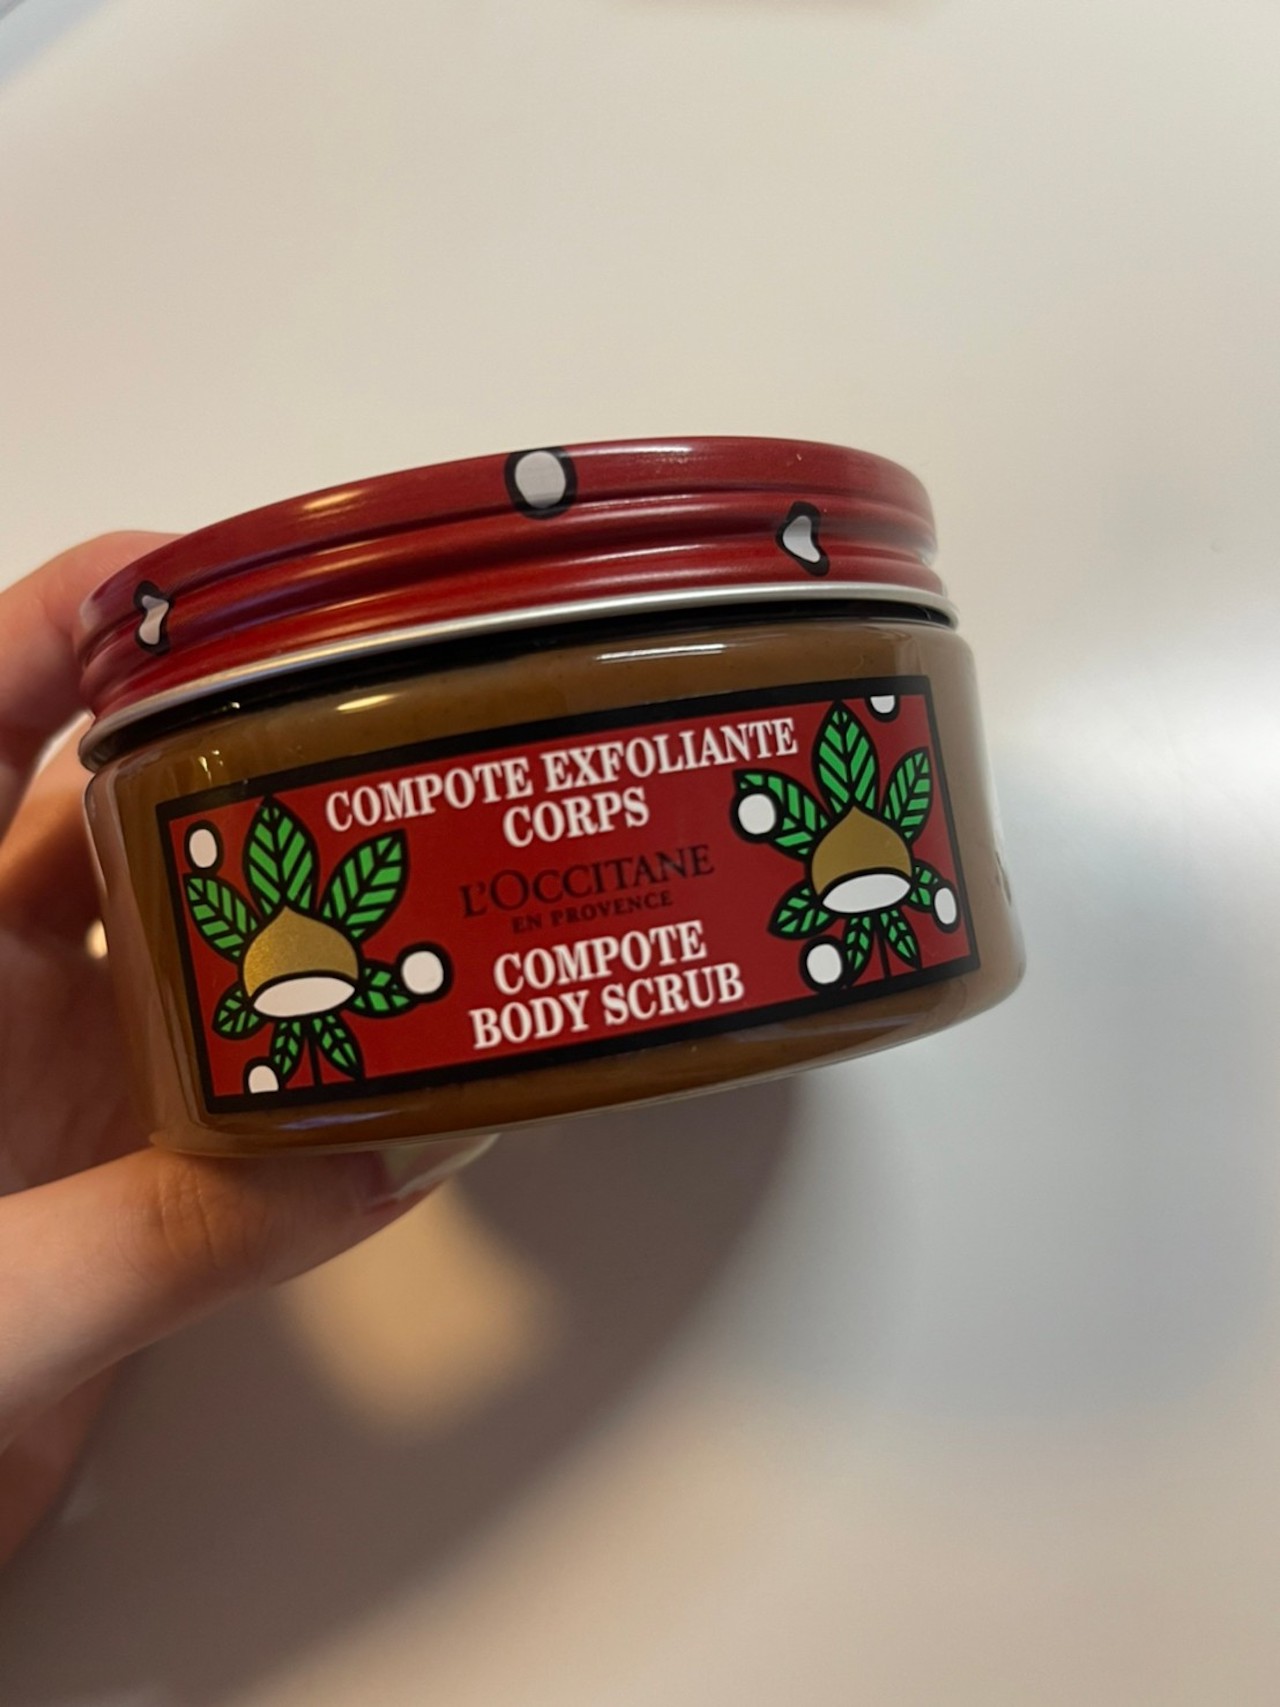 COMPOTE EXFOLIANTE
CORPS
L'OCCITANE
EN PROVENCE
COMPOTE
BODY SCRUB